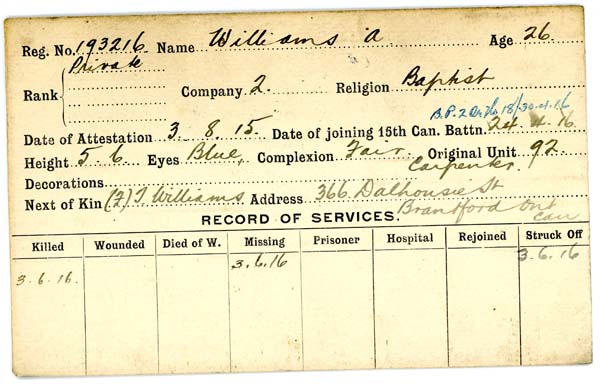 Reg. No. 193216 Name Williams A Age 26.
Rank Private Company 2. Religion Baptist
B.P. 2 D. No 18/30.4.16
Date of Attestation 3. 8. 15. Date of joining 15th Can. Battn. 24. 4. 16
Height 5. 6. Eyes Blue, Complexion Fair, Original Unit 92.
Decorations. Carpenter,
Next of Kin (F) T Williams Address 366 Dalhousie St
Brantford Ont
Can
RECORD OF SERVICES.
Killed Wounded Died of W. Missing Prisoner Hospital Rejoined Struck Off
3.6.16 3.6.16
3.6.16.